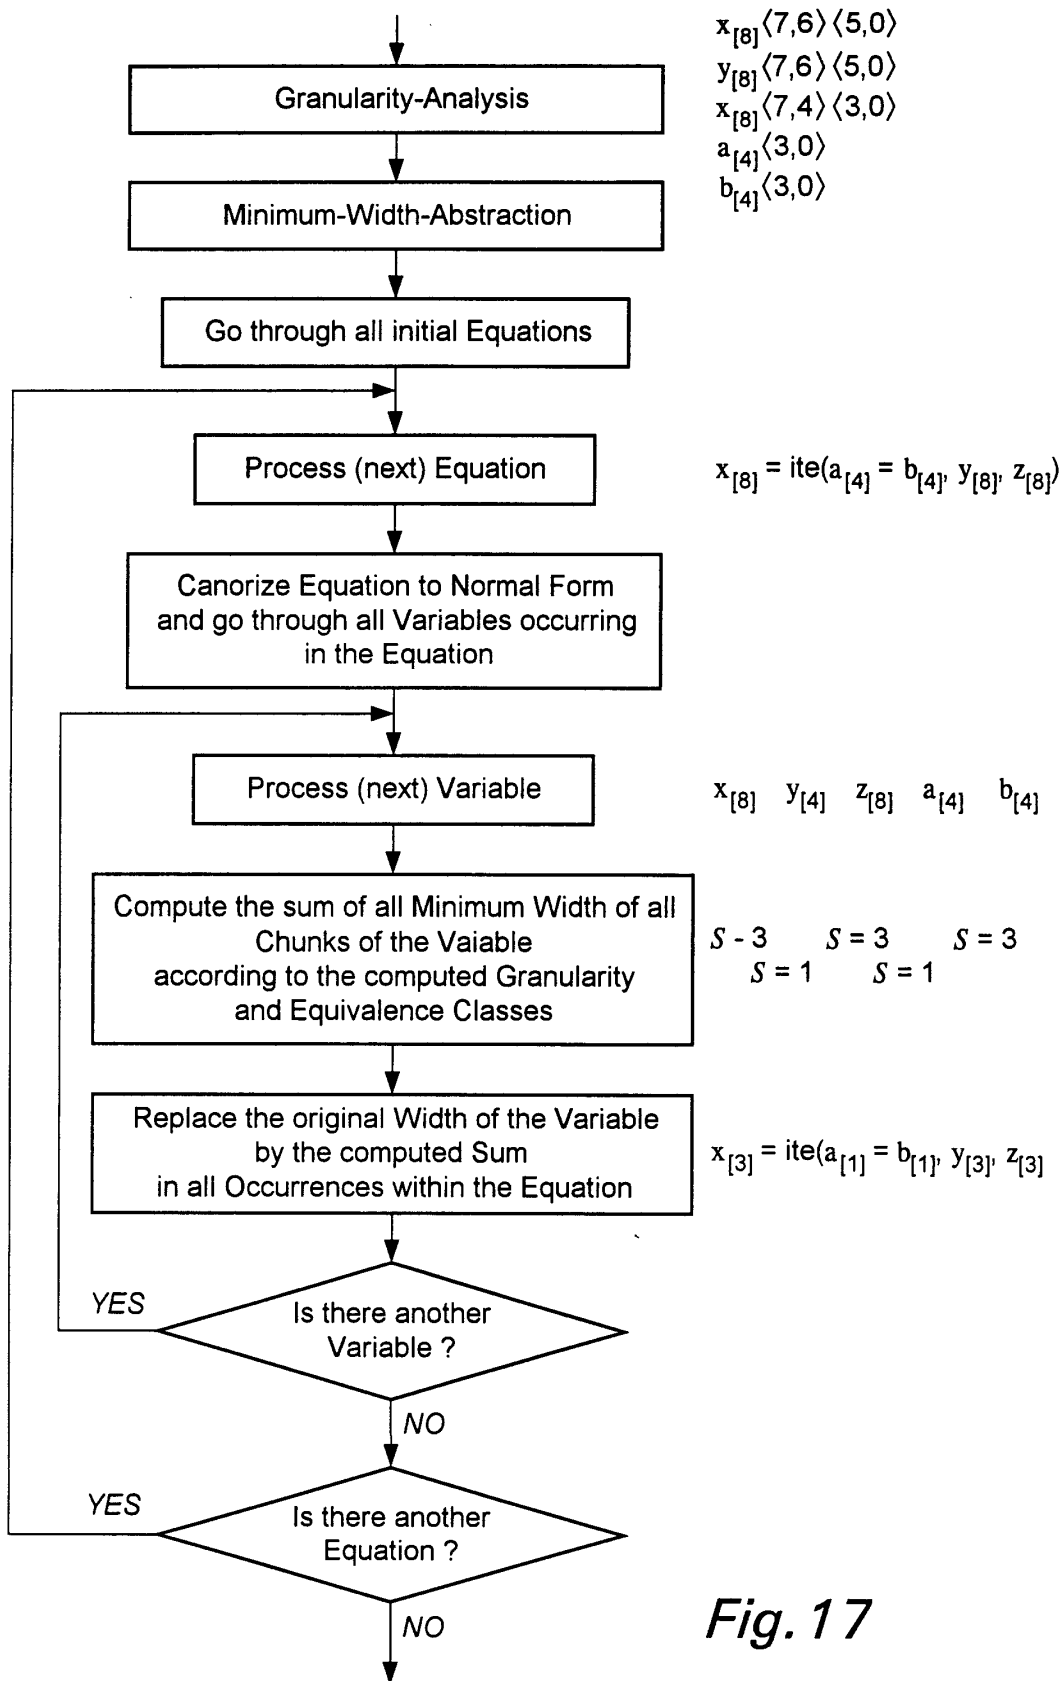 x[8]⟨7,6⟩⟨5,0⟩
y[8]⟨7,6⟩⟨5,0⟩
x[8]⟨7,4⟩⟨3,0⟩
a[4]⟨3,0⟩
b[4]⟨3,0⟩
Granularity-Analysis
Minimum-Width-Abstraction
Go through all initial Equations
Process (next) Equation
x[8] = ite(a[4] = b[4], y[8], z[8])
Canorize Equation to Normal Form
and go through all Variables occurring
in the Equation
Process (next) Variable
x[8] y[4] z[8] a[4] b[4]
Compute the sum of all Minimum Width of all
Chunks of the Vaiable
according to the computed Granularity
and Equivalence Classes
S - 3 S = 3 S = 3
S = 1 S = 1
Replace the original Width of the Variable
by the computed Sum
in all Occurrences within the Equation
x[3] = ite(a[1] = b[1], y[3], z[3]
Is there another
Variable ?
YES
NO
Is there another
Equation ?
YES
NO
Fig. 17